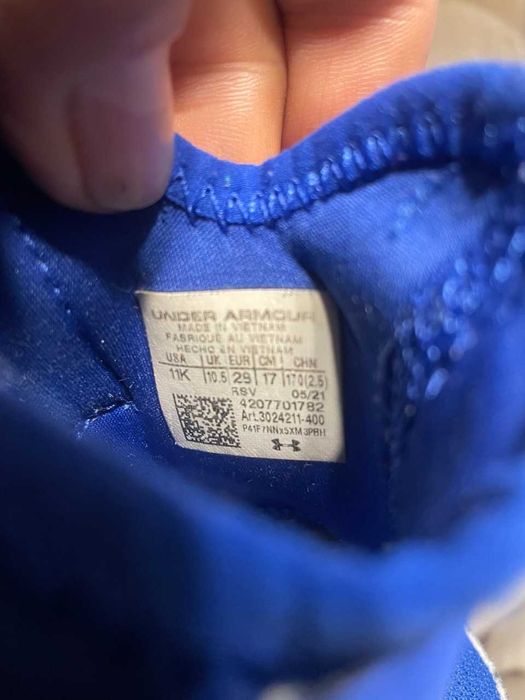 UNDER ARMOUR
MADE IN VIETNAM
FABRIQUÉ AU VIETNAM
HECHO EN VIETNAM
USA UK EUR CM CHN
11K 10.5 29 17 170(2.5)
RSV 05/21
4207701782
Art.3024211-400
P41F7NNx5XM3PBH